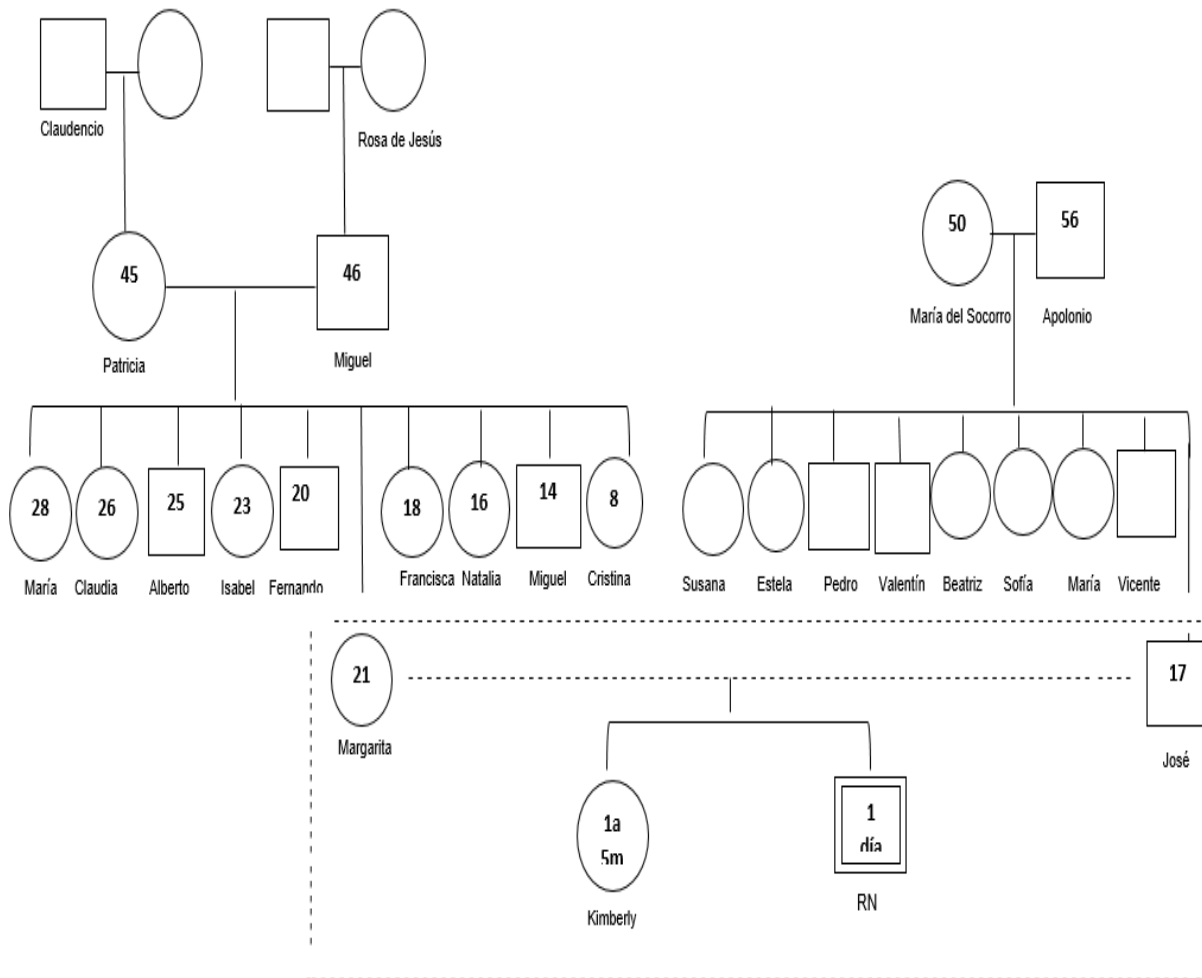 Claudencio
Rosa de Jesús
50
56
María del Socorro
Apolonio
45
46
Patricia
Miguel
28
26
25
23
20
18
16
14
8
María
Claudia
Alberto
Isabel
Fernando
Francisca
Natalia
Miguel
Cristina
Susana
Estela
Pedro
Valentín
Beatriz
Sofía
María
Vicente
21
17
Margarita
José
1a
5m
1
día
Kimberly
RN